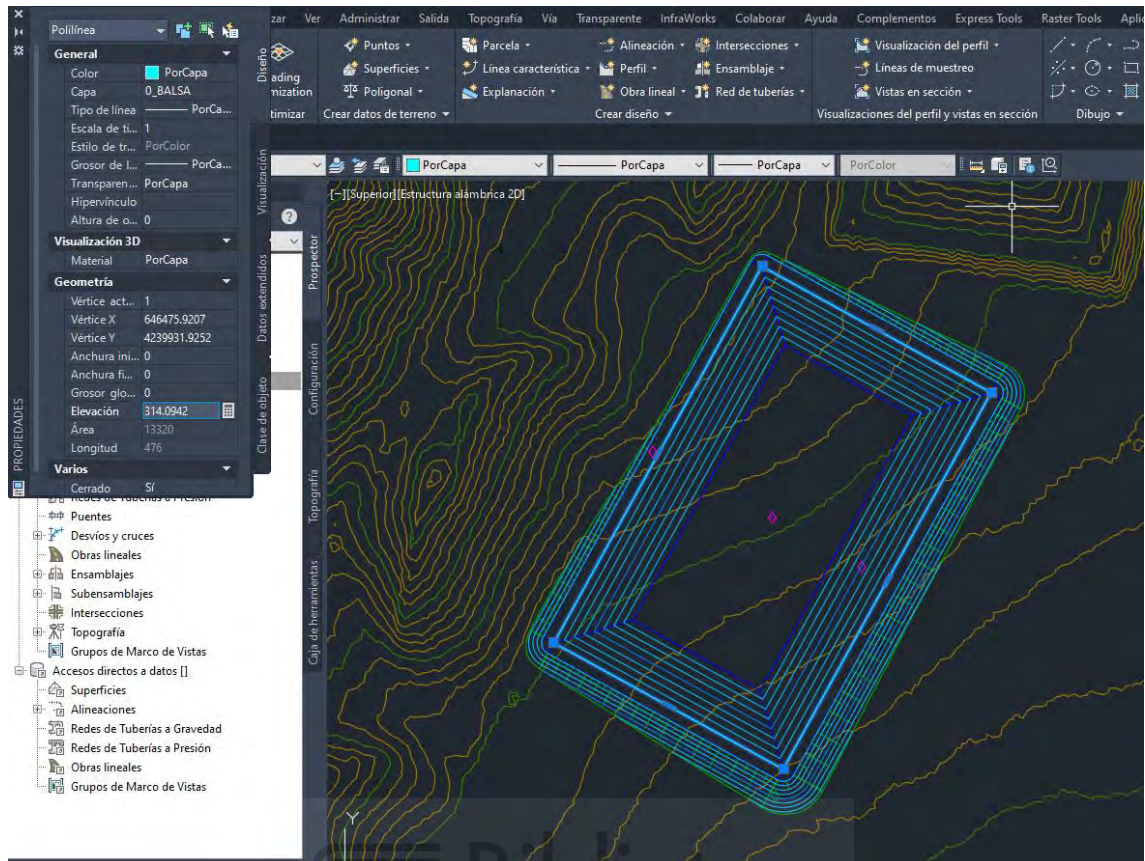 zar Ver Administrar Salida Topografía Vía Transparente InfraWorks Colaborar Ayuda Complementos Express Tools Raster Tools Aplic
Polilínea
General
Color PorCapa
Capa 0_BALSA
Tipo de línea PorCa...
Escala de ti... 1
Estilo de tr... PorColor
Grosor de l... PorCa...
Transparen... PorCapa
Hipervínculo
Altura de o... 0
Visualización 3D
Material PorCapa
Geometría
Vértice act... 1
Vértice X 646475.9207
Vértice Y 4239931.9252
Anchura ini... 0
Anchura fi... 0
Grosor glo... 0
Elevación 314.0942
Área 13320
Longitud 476
Varios
Cerrado Sí
PROPIEDADES
Diseño
Visualización
Datos extendidos
Clase de objeto
ading
mization
timizar
Puntos
Superficies
Poligonal
Crear datos de terreno
Parcela
Línea característica
Explanación
Alineación
Perfil
Obra lineal
Intersecciones
Ensamblaje
Red de tuberías
Crear diseño
Visualización del perfil
Líneas de muestreo
Vistas en sección
Visualizaciones del perfil y vistas en sección
Dibujo
PorCapa PorCapa PorCapa PorColor
[−][Superior][Estructura alámbrica 2D]
Prospector
Configuración
Topografía
Caja de herramientas
Redes de Tuberías a Presión
Puentes
Desvíos y cruces
Obras lineales
Ensamblajes
Subensamblajes
Intersecciones
Topografía
Grupos de Marco de Vistas
Accesos directos a datos []
Superficies
Alineaciones
Redes de Tuberías a Gravedad
Redes de Tuberías a Presión
Obras lineales
Grupos de Marco de Vistas
Y